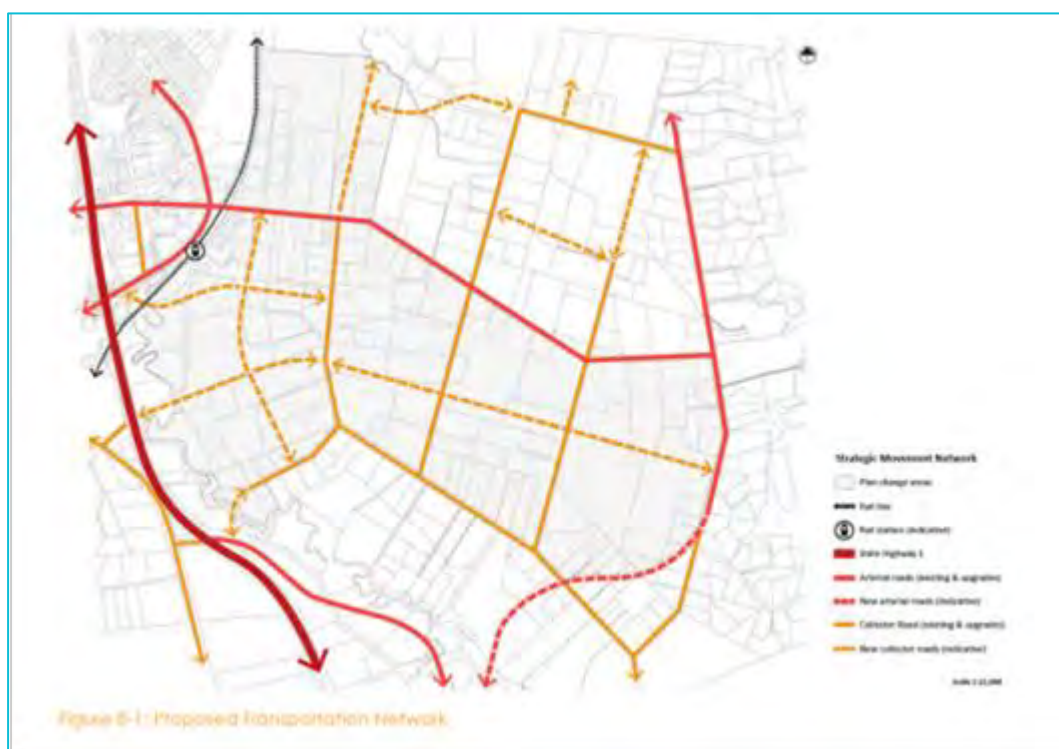 Strategic Movement Network
Plan change areas
Rail line
Rail station (indicative)
State Highway 1
Arterial roads (existing & upgrades)
New arterial roads (indicative)
Collector Road (existing & upgrades)
New collector roads (indicative)
Figure 6-1: Proposed Transportation Network